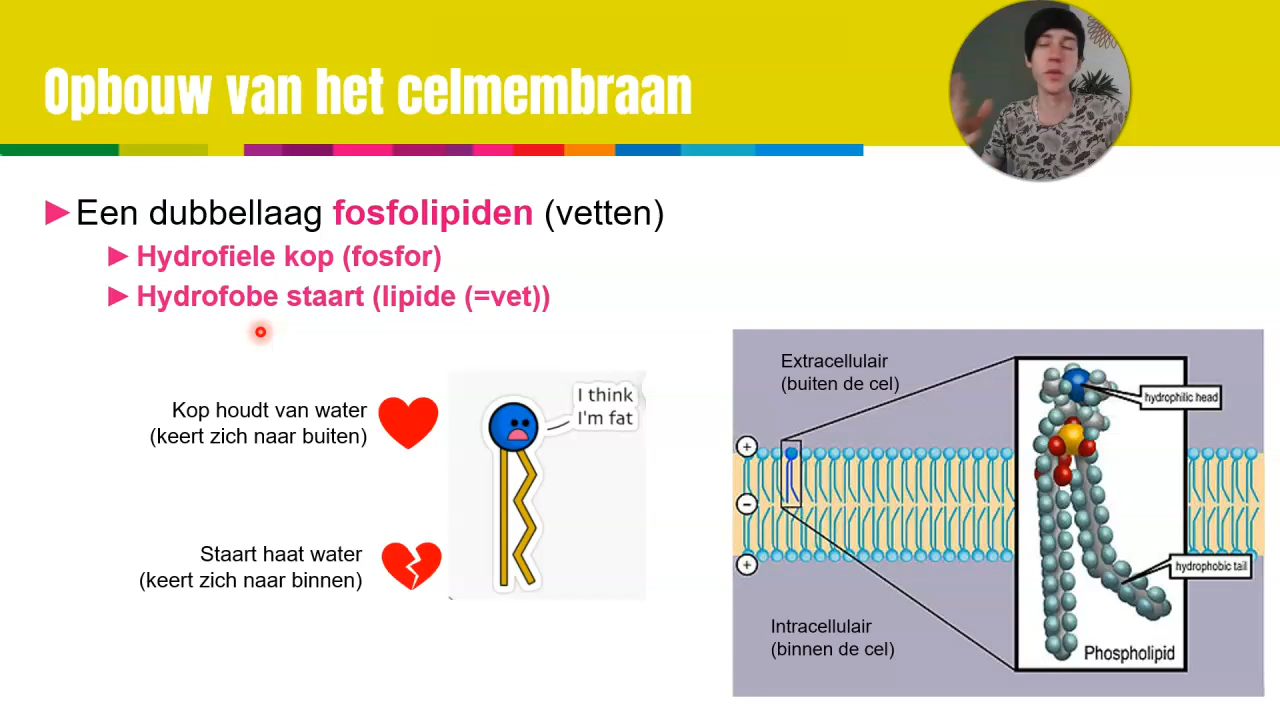 Opbouw van het celmembraan
►Een dubbellaag fosfolipiden (vetten)
►Hydrofiele kop (fosfor)
►Hydrofobe staart (lipide (=vet))
Kop houdt van water
(keert zich naar buiten)
I think
I'm fat
Staart haat water
(keert zich naar binnen)
Extracellulair
(buiten de cel)
hydrophilic head
+
−
+
hydrophobic tail
Intracellulair
(binnen de cel)
Phospholipid